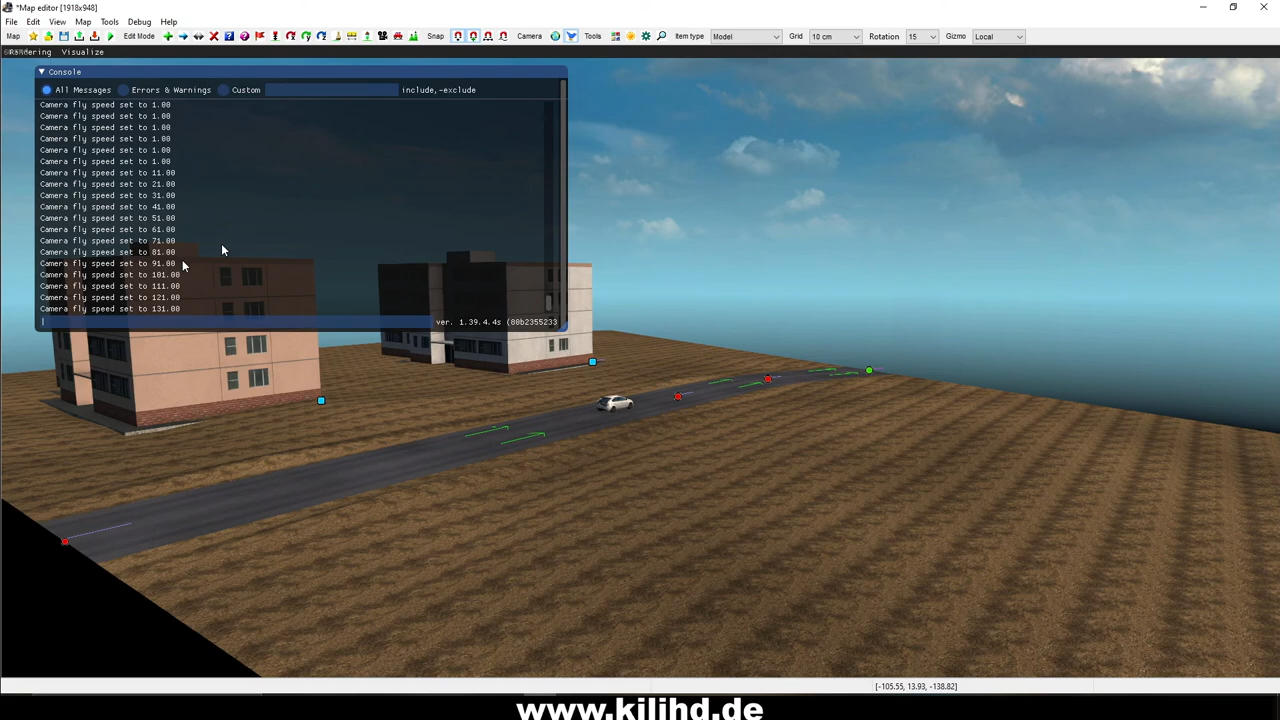 *Map editor [1918x948]
File Edit View Map Tools Debug Help
Map Edit Mode Snap Camera Tools Item type Model Grid 10 cm Rotation 15 Gizmo Local
Rendering Visualize
Console
All Messages Errors & Warnings Custom include,-exclude
Camera fly speed set to 1.00
Camera fly speed set to 1.00
Camera fly speed set to 1.00
Camera fly speed set to 1.00
Camera fly speed set to 1.00
Camera fly speed set to 1.00
Camera fly speed set to 11.00
Camera fly speed set to 21.00
Camera fly speed set to 31.00
Camera fly speed set to 41.00
Camera fly speed set to 51.00
Camera fly speed set to 61.00
Camera fly speed set to 71.00
Camera fly speed set to 81.00
Camera fly speed set to 91.00
Camera fly speed set to 101.00
Camera fly speed set to 111.00
Camera fly speed set to 121.00
Camera fly speed set to 131.00
ver. 1.39.4.4s (80b2355233
[-105.55, 13.93, -138.82]
www.kilihd.de